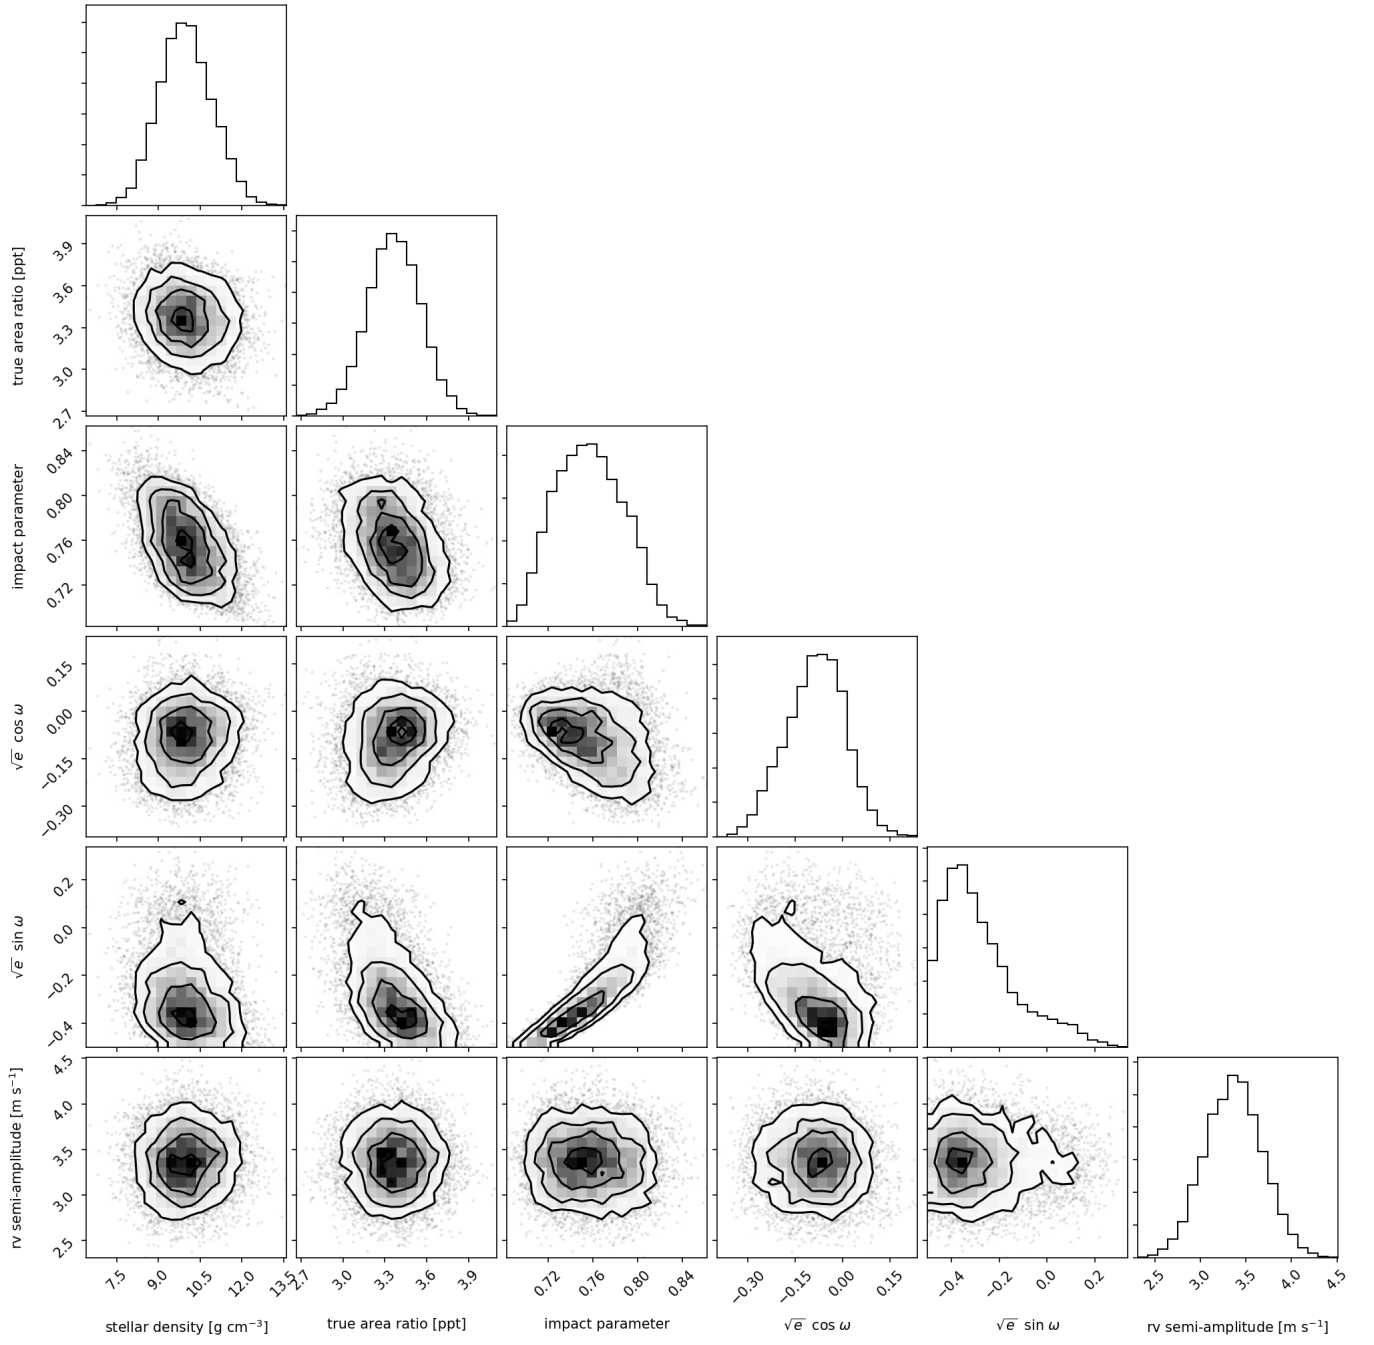 true area ratio [ppt]
3.9
3.6
3.3
3.0
2.7
impact parameter
0.84
0.80
0.76
0.72
√e cos ω
0.15
0.00
−0.15
−0.30
√e sin ω
0.2
0.0
−0.2
−0.4
rv semi-amplitude [m s⁻¹]
4.5
4.0
3.5
3.0
2.5
7.5 9.0 10.5 12.0 13.5
2.7 3.0 3.3 3.6 3.9
0.72 0.76 0.80 0.84
−0.30 −0.15 0.00 0.15
−0.4 −0.2 0.0 0.2
2.5 3.0 3.5 4.0 4.5
stellar density [g cm⁻³]
true area ratio [ppt]
impact parameter
√e cos ω
√e sin ω
rv semi-amplitude [m s⁻¹]